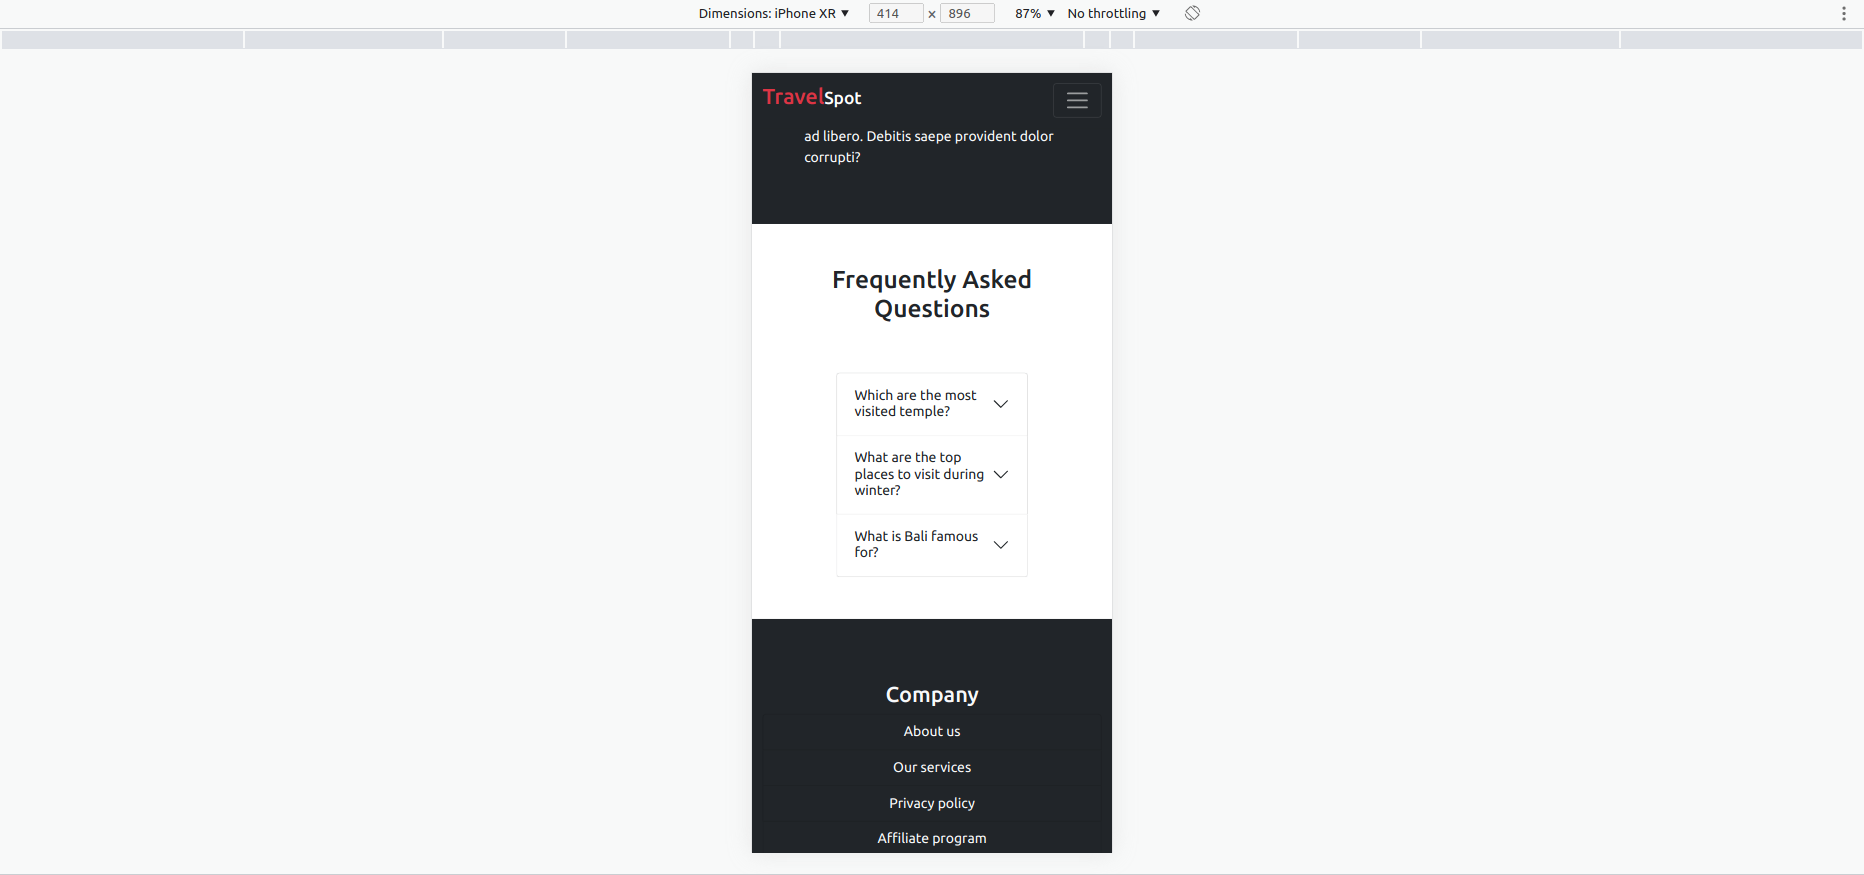 Dimensions: iPhone XR ▼ 414 × 896 87% ▼ No throttling ▼
TravelSpot
ad libero. Debitis saepe provident dolor
corrupti?
Frequently Asked
Questions
Which are the most
visited temple?
What are the top
places to visit during
winter?
What is Bali famous
for?
Company
About us
Our services
Privacy policy
Affiliate program